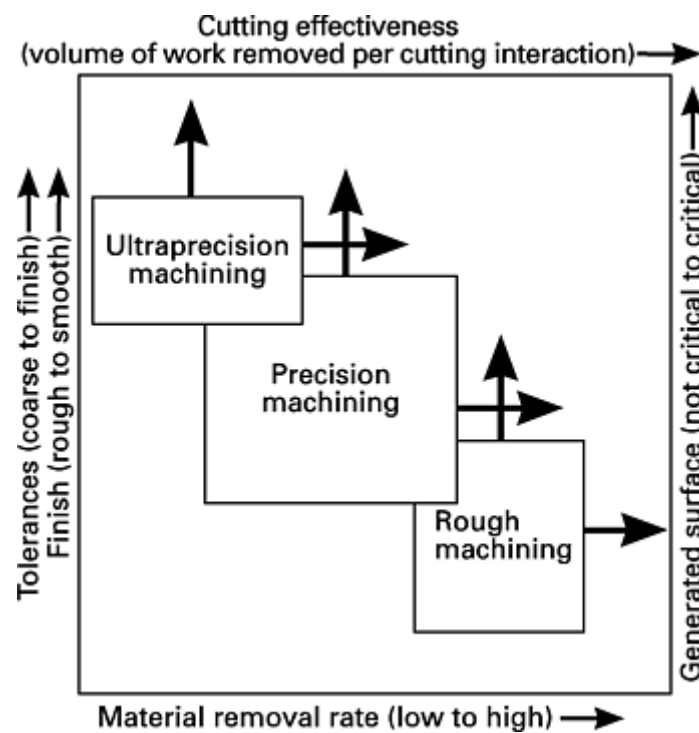 Cutting effectiveness
(volume of work removed per cutting interaction)
Tolerances (coarse to finish)
Finish (rough to smooth)
Ultraprecision
machining
Precision
machining
Rough
machining
Generated surface (not critical to critical)
Material removal rate (low to high)